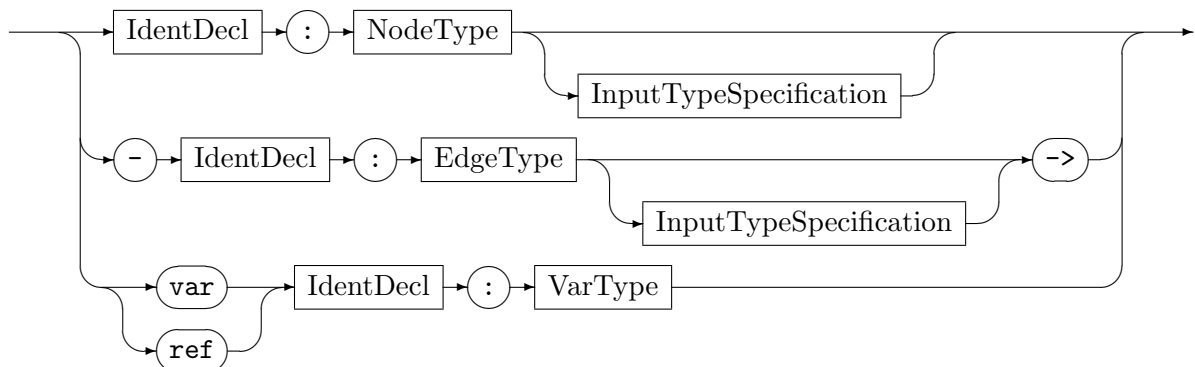 IdentDecl : NodeType
InputTypeSpecification
- IdentDecl : EdgeType ->
InputTypeSpecification
var IdentDecl : VarType
ref